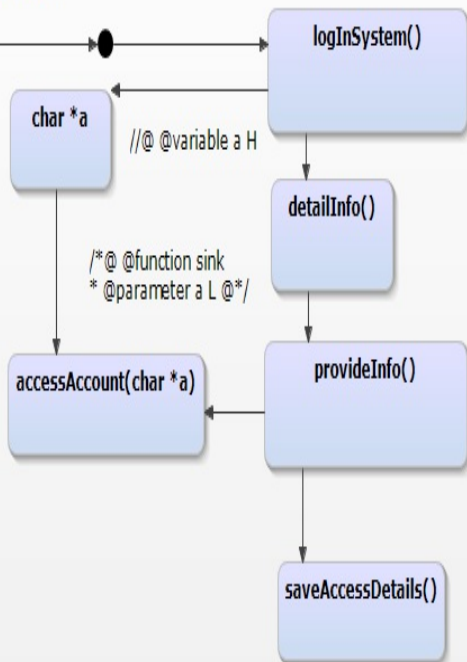 logInSystem()
char *a
//@ @variable a H
detailInfo()
/*@ @function sink
* @parameter a L @*/
accessAccount(char *a)
provideInfo()
saveAccessDetails()